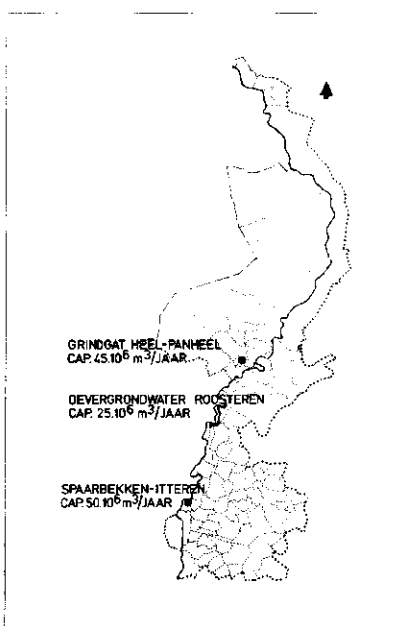 GRINDGAT HEEL-PANHEEL
CAP. 45.10⁶ m³/JAAR
OEVERGRONDWATER ROOSTEREN
CAP. 25.10⁶ m³/JAAR
SPAARBEKKEN-ITTEREN
CAP. 50.10⁶ m³/JAAR